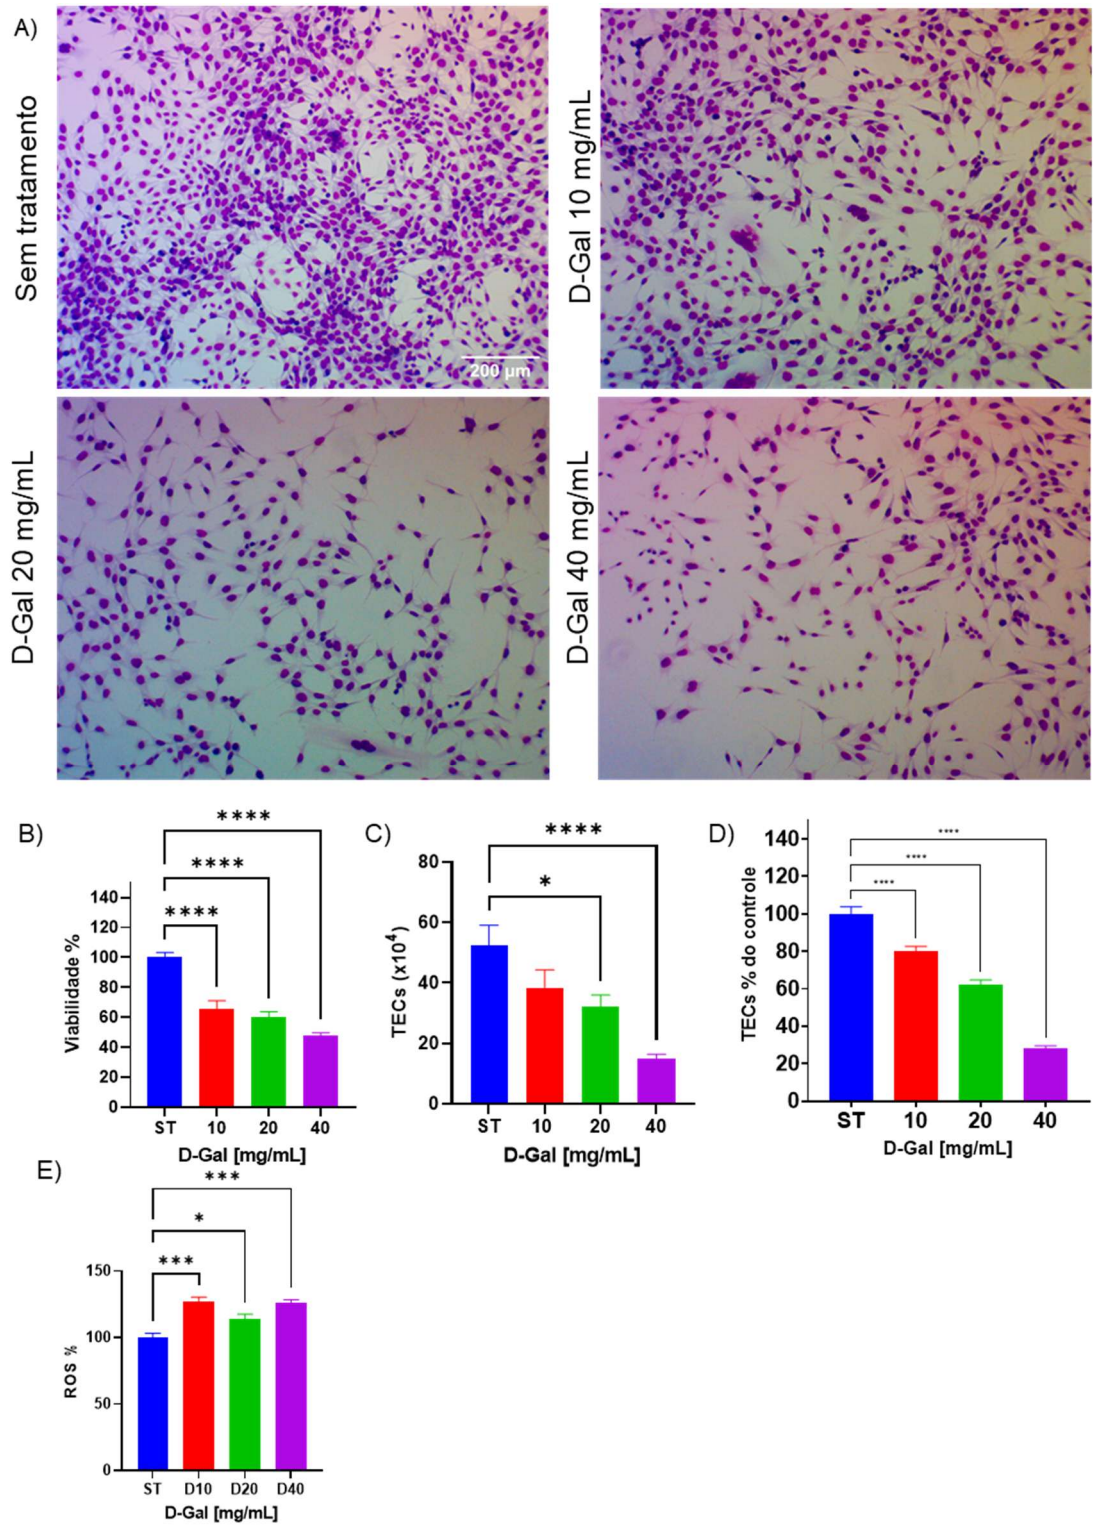 A)
Sem tratamento
200 µm
D-Gal 10 mg/mL
D-Gal 20 mg/mL
D-Gal 40 mg/mL
B)
****
****
****
Viabilidade %
140
120
100
80
60
40
20
0
ST 10 20 40
D-Gal [mg/mL]
C)
****
*
TECs (x10⁴)
80
60
40
20
0
ST 10 20 40
D-Gal [mg/mL]
D)
****
****
****
TECs % do controle
140
120
100
80
60
40
20
0
ST 10 20 40
D-Gal [mg/mL]
E)
***
*
***
ROS %
150
100
50
0
ST D10 D20 D40
D-Gal [mg/mL]